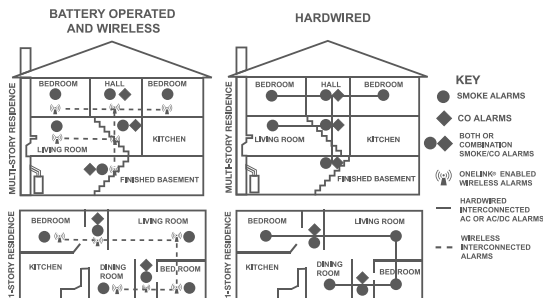 BATTERY OPERATED
AND WIRELESS
HARDWIRED
MULTI-STORY RESIDENCE
BEDROOM
HALL
BEDROOM
LIVING ROOM
KITCHEN
FINISHED BASEMENT
MULTI-STORY RESIDENCE
BEDROOM
HALL
BEDROOM
LIVING ROOM
KITCHEN
FINISHED BASEMENT
KEY
SMOKE ALARMS
CO ALARMS
BOTH OR
COMBINATION
SMOKE/CO ALARMS
ONELINK® ENABLED
WIRELESS ALARMS
HARDWIRED
INTERCONNECTED
AC OR AC/DC ALARMS
WIRELESS
INTERCONNECTED
ALARMS
1-STORY RESIDENCE
BEDROOM
LIVING ROOM
KITCHEN
DINING
ROOM
BEDROOM
1-STORY RESIDENCE
BEDROOM
LIVING ROOM
KITCHEN
DINING
ROOM
BEDROOM